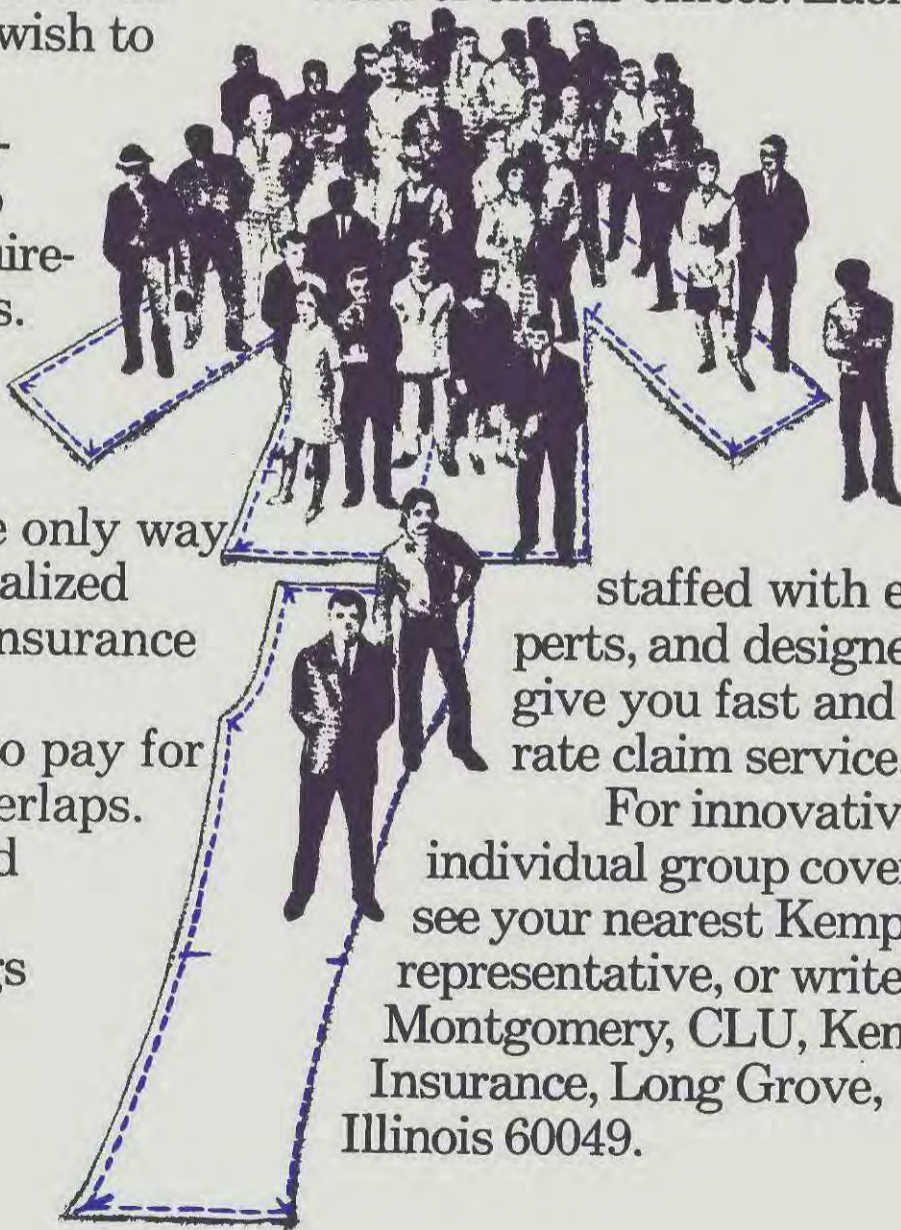 wish to
-
ire-
s.
e only way
alized
nsurance
o pay for
erlaps.
d
gs
staffed with e
perts, and designe
give you fast and
rate claim service.
For innovativ
individual group cover
see your nearest Kemp
representative, or write
Montgomery, CLU, Kem
Insurance, Long Grove,
Illinois 60049.